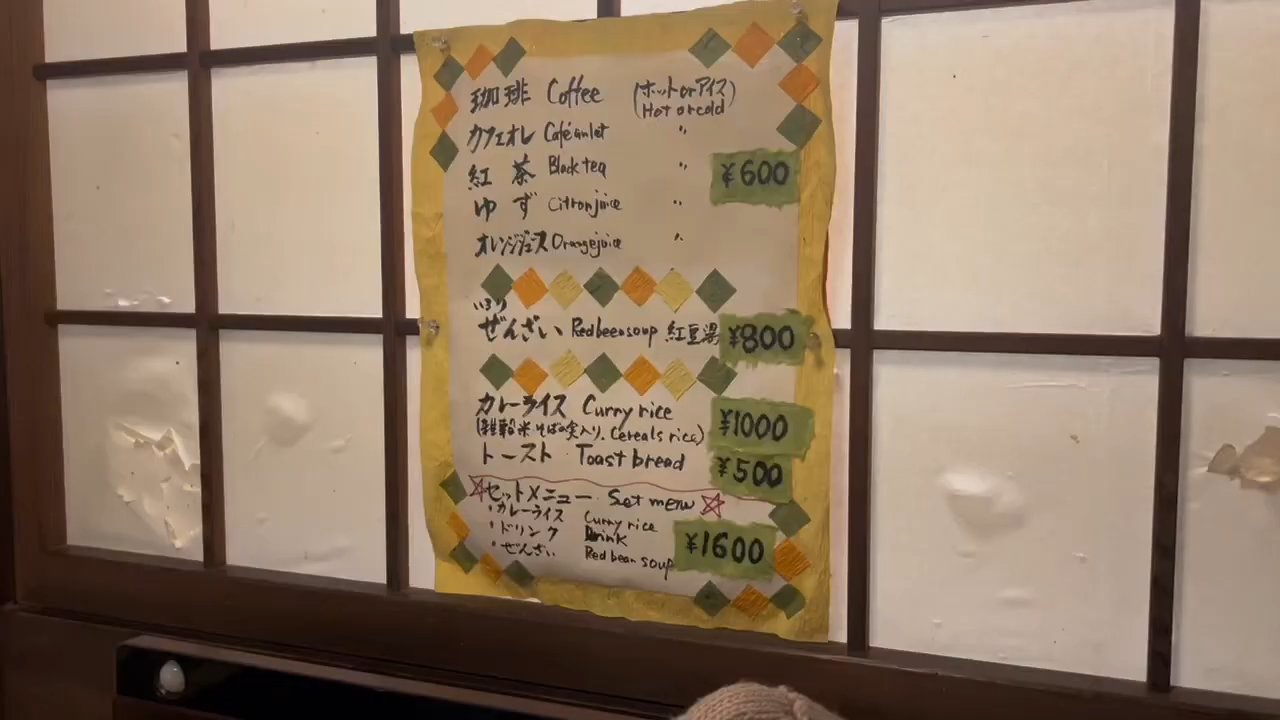 珈琲 Coffee (ホットorアイス)
Hot or cold
カフェオレ Caféaulet 〃
紅茶 Black tea 〃 ¥600
ゆず Citronjuice 〃
オレンジジュース Orangejuice 〃
いろり
ぜんざい Redbeensoup 紅豆湯 ¥800
カレーライス Curry rice ¥1000
(雑穀米そばの実入り. Cereals rice)
トースト Toast bread ¥500
☆セットメニュー Set menu ☆
・カレーライス Curry rice
・ドリンク Drink ¥1600
・ぜんざい Red bean soup